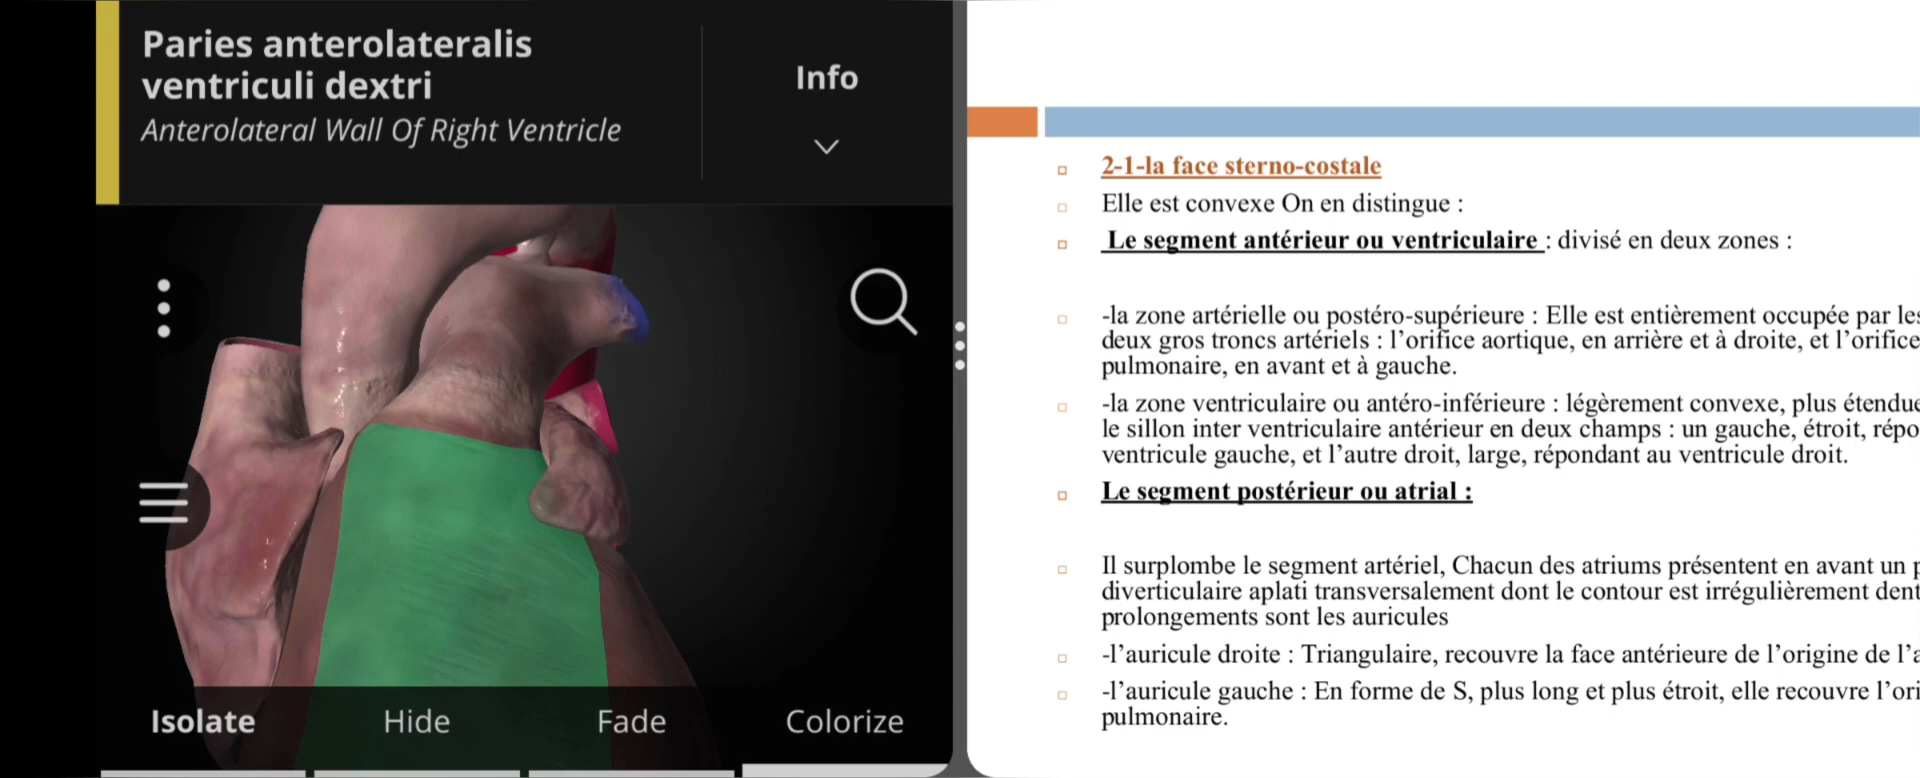 Paries anterolateralis
ventriculi dextri
Anterolateral Wall Of Right Ventricle
Info
Isolate
Hide
Fade
Colorize
2-1-la face sterno-costale
Elle est convexe On en distingue :
Le segment antérieur ou ventriculaire : divisé en deux zones :
-la zone artérielle ou postéro-supérieure : Elle est entièrement occupée par les
deux gros troncs artériels : l’orifice aortique, en arrière et à droite, et l’orifice
pulmonaire, en avant et à gauche.
-la zone ventriculaire ou antéro-inférieure : légèrement convexe, plus étendue
le sillon inter ventriculaire antérieur en deux champs : un gauche, étroit,
ventricule gauche, et l’autre droit, large, répondant au ventricule droit.
Le segment postérieur ou atrial :
Il surplombe le segment artériel, Chacun des atriums présentent en avant un
diverticulaire aplati transversalement dont le contour est irrégulièrement
prolongements sont les auricules
-l’auricule droite : Triangulaire, recouvre la face antérieure de l’origine de
-l’auricule gauche : En forme de S, plus long et plus étroit, elle recouvre
pulmonaire.